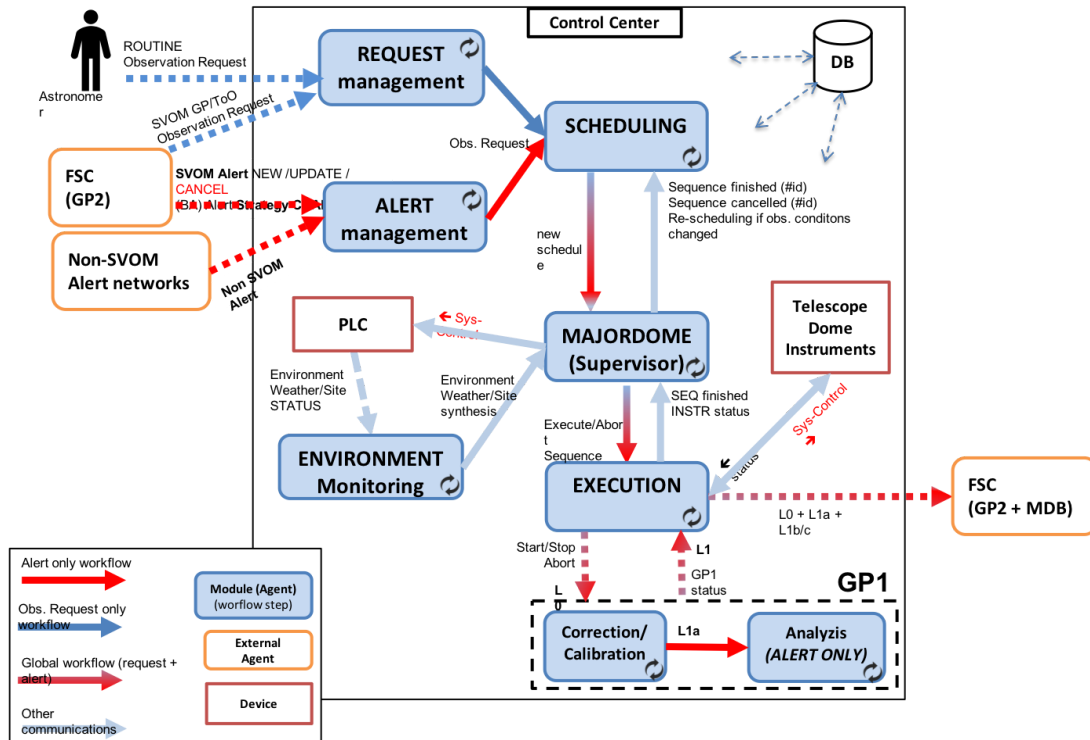 Control Center
ROUTINE
Observation Request
Astronome
r
SVOM GP/ToO
Observation Request
REQUEST
management
DB
SCHEDULING
Obs. Request
FSC
(GP2)
SVOM Alert NEW /UPDATE /
CANCEL
(BA) Alert Strategy
ALERT
management
Sequence finished (#id)
Sequence cancelled (#id)
Re-scheduling if obs. conditons
changed
new
schedul
e
Non-SVOM
Alert networks
Non SVOM
Alert
PLC
Sys-
Control
MAJORDOME
(Supervisor)
Telescope
Dome
Instruments
Environment
Weather/Site
STATUS
Environment
Weather/Site
synthesis
SEQ finished
INSTR status
Sys-Control
status
Execute/Abor
t
Sequence
ENVIRONMENT
Monitoring
EXECUTION
FSC
(GP2 + MDB)
L0 + L1a +
L1b/c
Start/Stop
Abort
L1
GP1
status
GP1
L
0
Correction/
Calibration
L1a
Analyzis
(ALERT ONLY)
Alert only workflow
Obs. Request only
workflow
Global workflow (request +
alert)
Other
communications
Module (Agent)
(worflow step)
External
Agent
Device